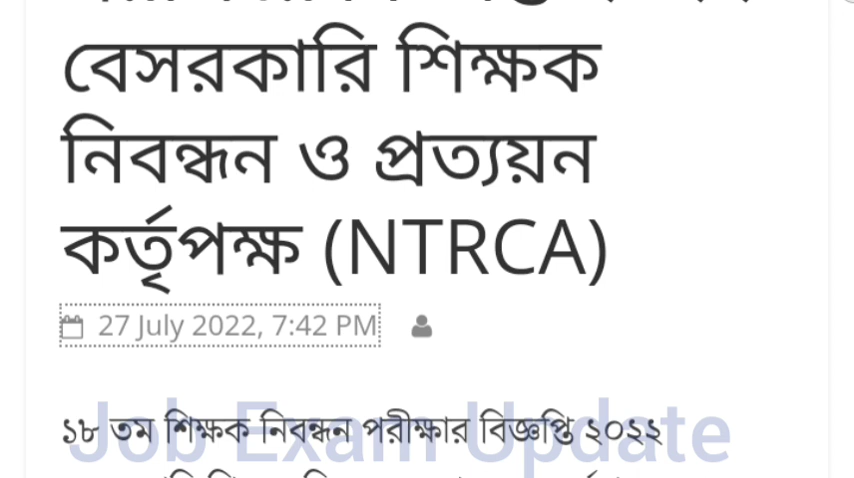 বেসরকারি শিক্ষক
নিবন্ধন ও প্রত্যয়ন
কর্তৃপক্ষ (NTRCA)
27 July 2022, 7:42 PM
১৮ তম শিক্ষক নিবন্ধন পরীক্ষার বিজ্ঞপ্তি ২০২২
Job Exam Update